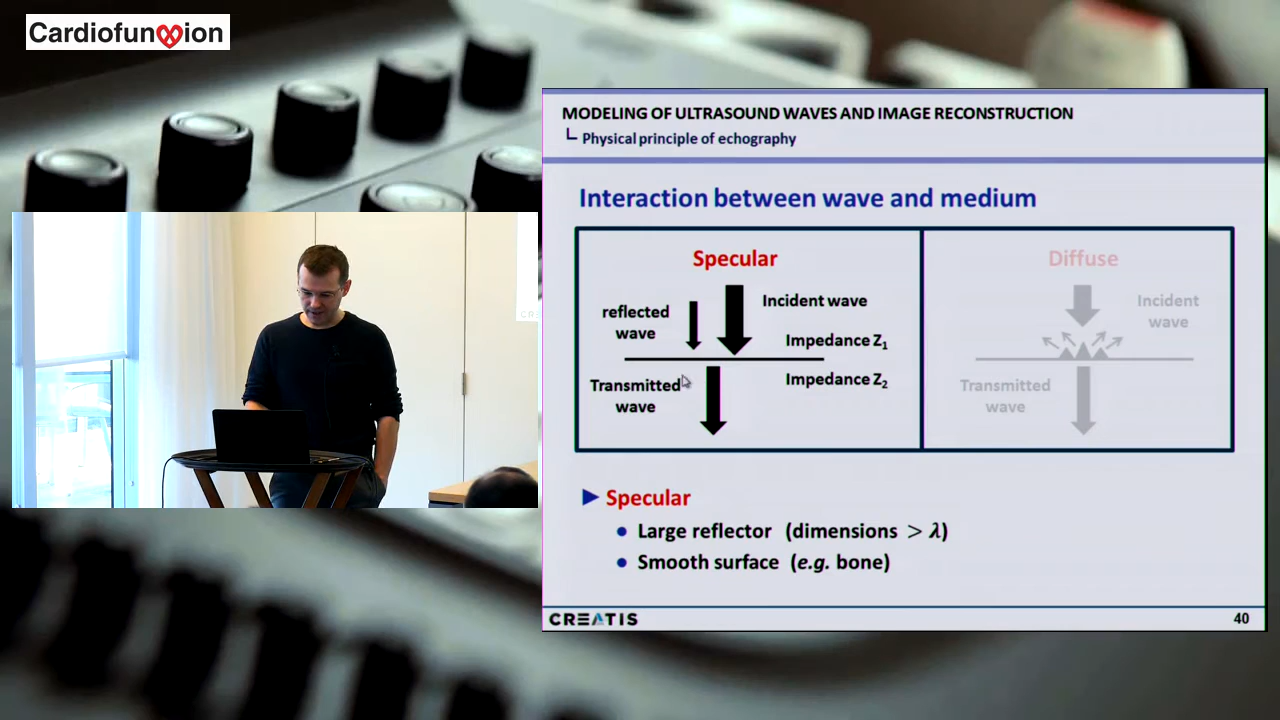 Cardiofunxion
MODELING OF ULTRASOUND WAVES AND IMAGE RECONSTRUCTION
Physical principle of echography
Interaction between wave and medium
Specular
reflected
wave
Incident wave
Impedance Z1
Transmitted
wave
Impedance Z2
Diffuse
Incident
wave
Transmitted
wave
Specular
Large reflector (dimensions > λ)
Smooth surface (e.g. bone)
CREATIS
40